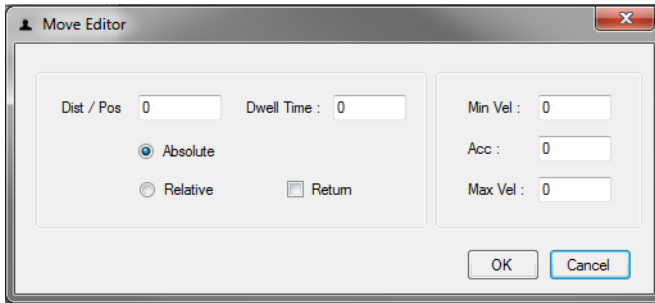 Move Editor
Dist / Pos 0 Dwell Time : 0
Absolute
Relative Return
Min Vel : 0
Acc : 0
Max Vel : 0
OK Cancel